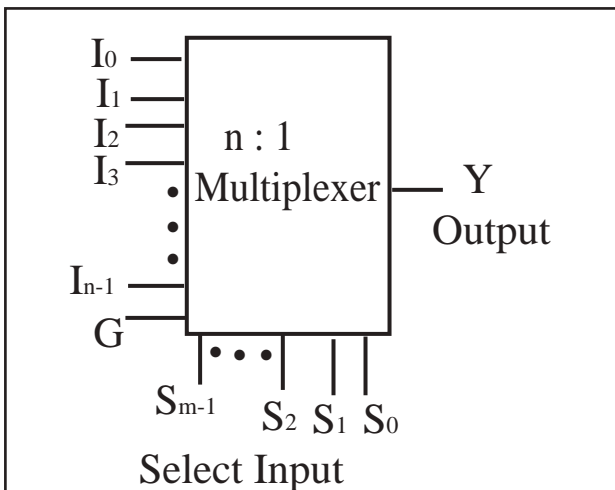 I0
I1
I2
I3
n : 1
Multiplexer
Y
Output
In-1
G
Sm-1
S2
S1
S0
Select Input